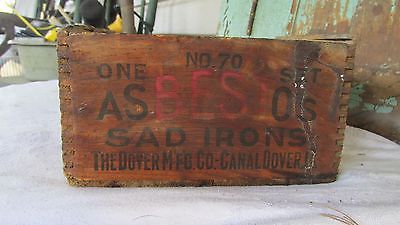 NO. 70
ONE SET
ASBESTOS
SAD IRONS
THE DOVER MFG. CO-CANAL DOVER